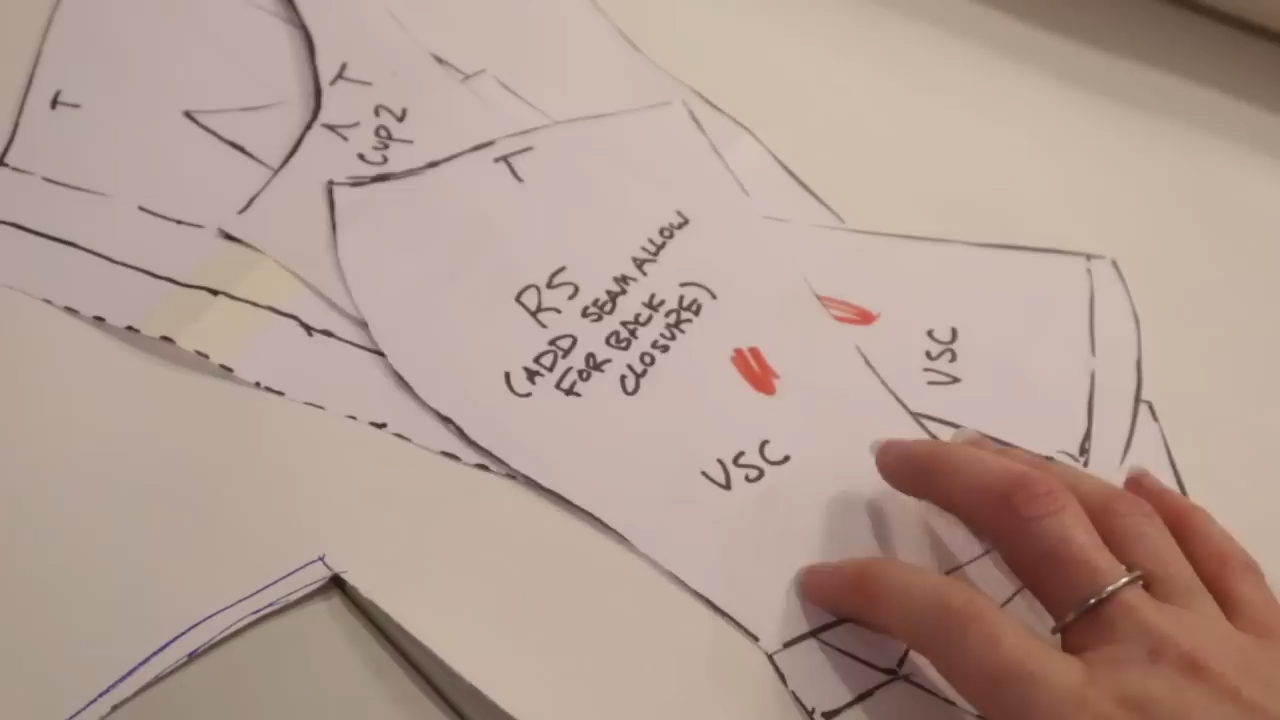 T
T
Cup 2
T
RS
(ADD SEAM ALLOW
FOR BACK
CLOSURE)
VSC
VSC